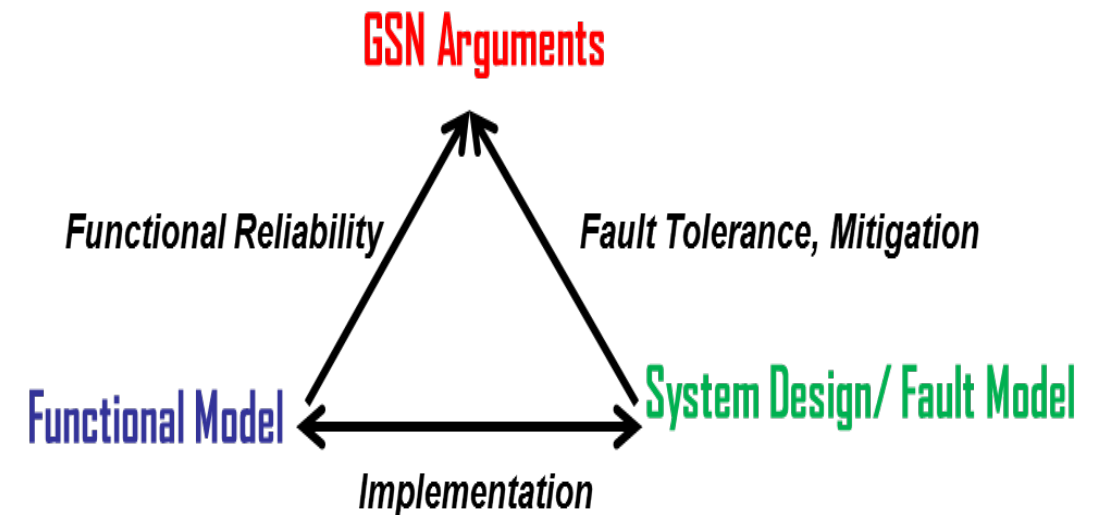 GSN Arguments
Functional Reliability
Fault Tolerance, Mitigation
Functional Model
System Design/ Fault Model
Implementation